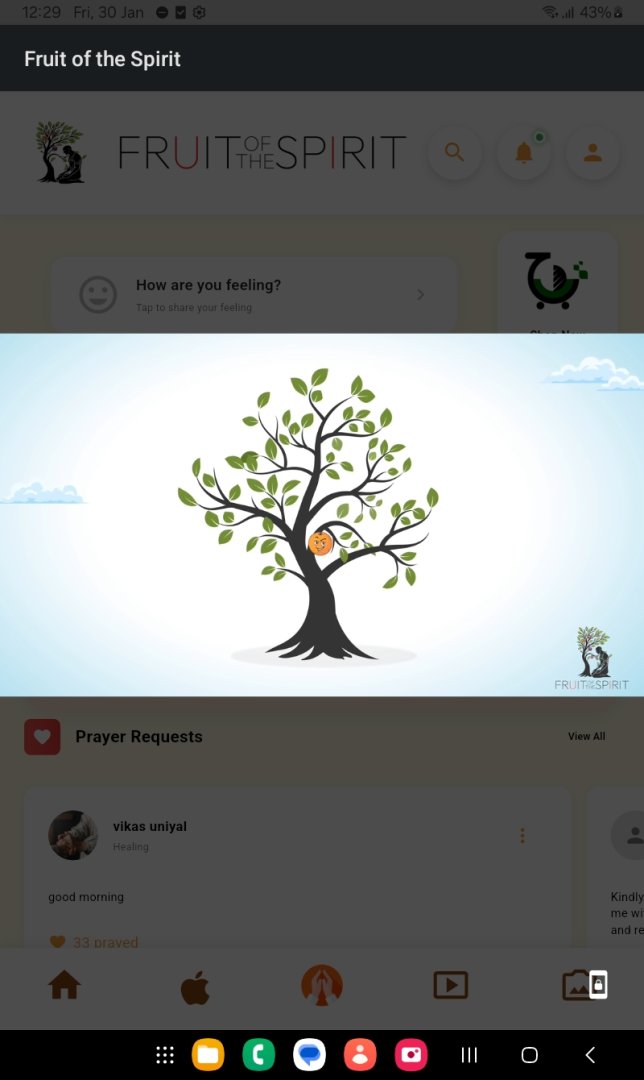 12:29 Fri, 30 Jan 43%
Fruit of the Spirit
FRUIT OF THE SPIRIT
How are you feeling?
Tap to share your feeling
Shop Now
FRUIT OF THE SPIRIT
Prayer Requests
View All
vikas uniyal
Healing
good morning
Kindly
me wi
and re
33 prayed